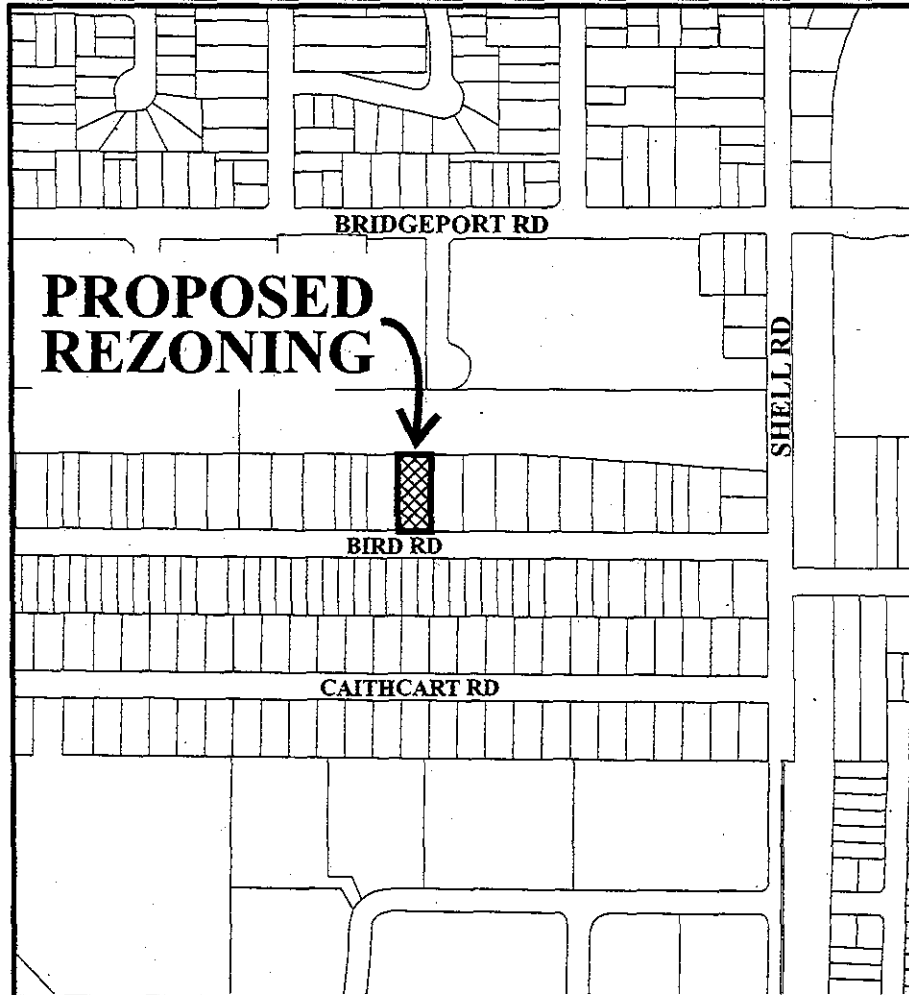 BRIDGEPORT RD
PROPOSED
REZONING
SHELL RD
BIRD RD
CAITHCART RD